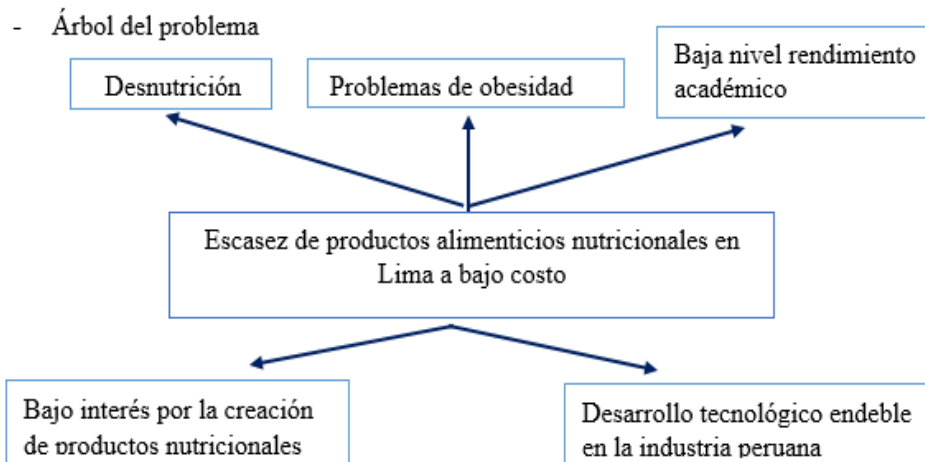 - Árbol del problema
Desnutrición
Problemas de obesidad
Baja nivel rendimiento
académico
Escasez de productos alimenticios nutricionales en
Lima a bajo costo
Bajo interés por la creación
de productos nutricionales
Desarrollo tecnológico endeble
en la industria peruana